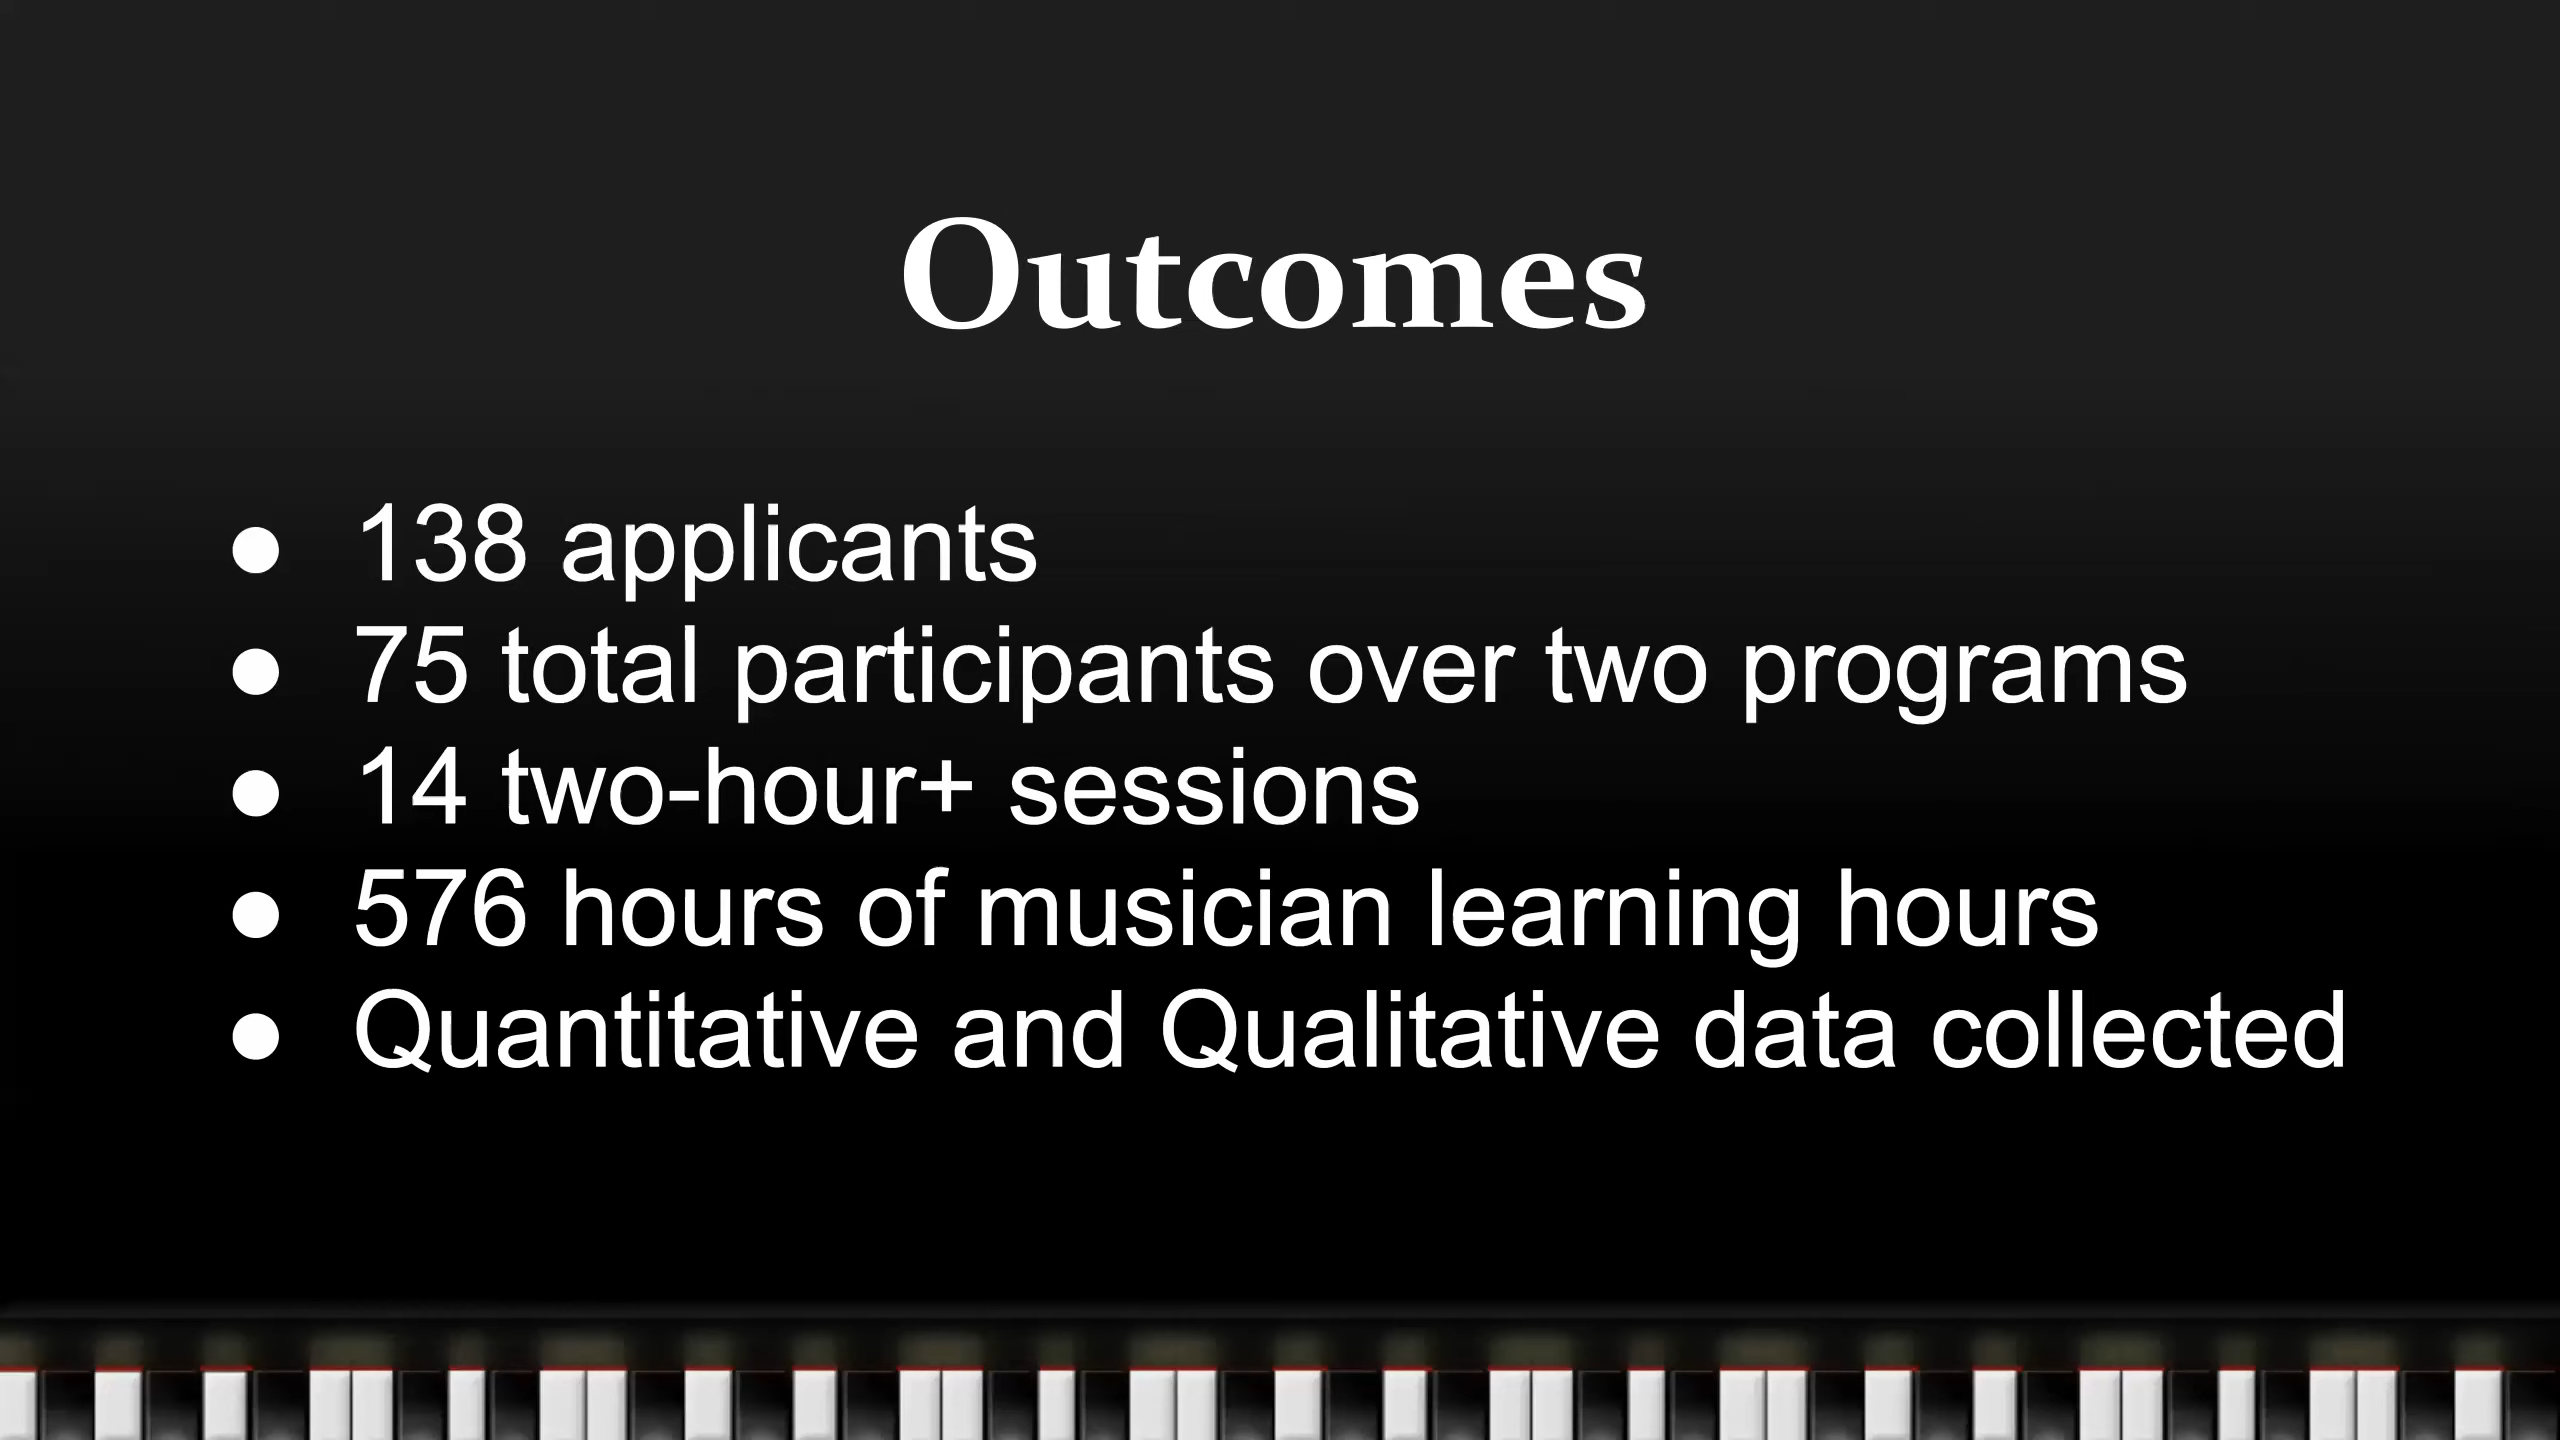 Outcomes
● 138 applicants
● 75 total participants over two programs
● 14 two-hour+ sessions
● 576 hours of musician learning hours
● Quantitative and Qualitative data collected